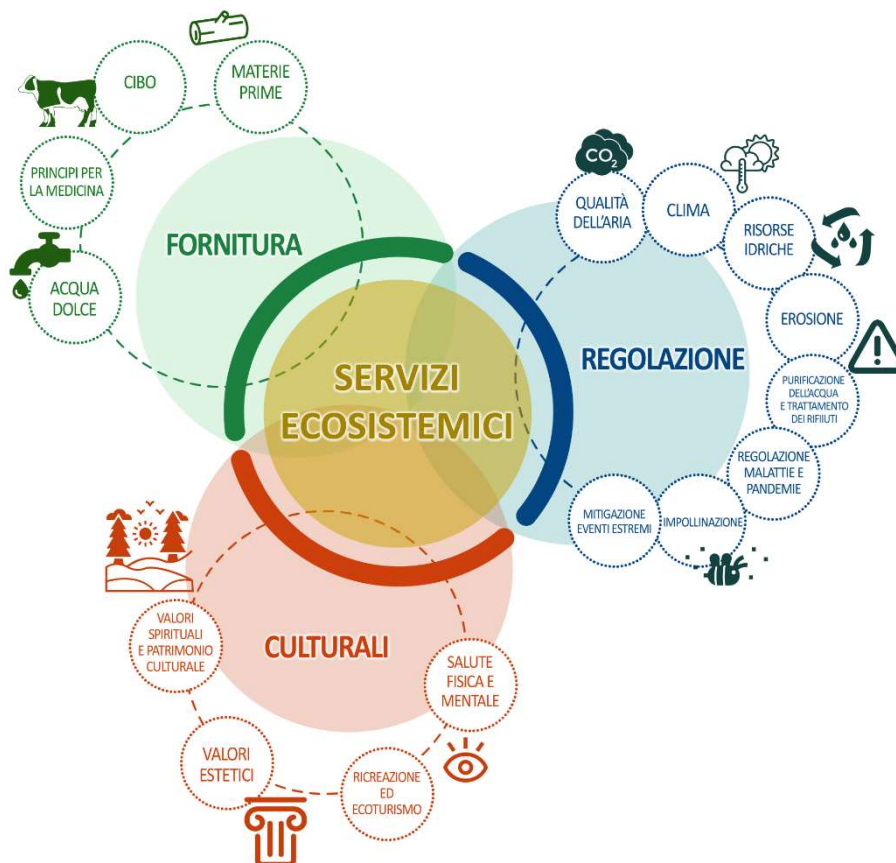 MATERIE
PRIME
CIBO
PRINCIPI PER
LA MEDICINA
ACQUA
DOLCE
FORNITURA
CO2
QUALITÀ
DELL'ARIA
CLIMA
RISORSE
IDRICHE
EROSIONE
PURIFICAZIONE
DELL'ACQUA
E TRATTAMENTO
DEI RIFIIUTI
REGOLAZIONE
MALATTIE E
PANDEMIE
IMPOLLINAZIONE
MITIGAZIONE
EVENTI ESTREMI
REGOLAZIONE
SERVIZI
ECOSISTEMICI
CULTURALI
VALORI
SPIRITUALI
E PATRIMONIO
CULTURALE
VALORI
ESTETICI
RICREAZIONE
ED
ECOTURISMO
SALUTE
FISICA E
MENTALE